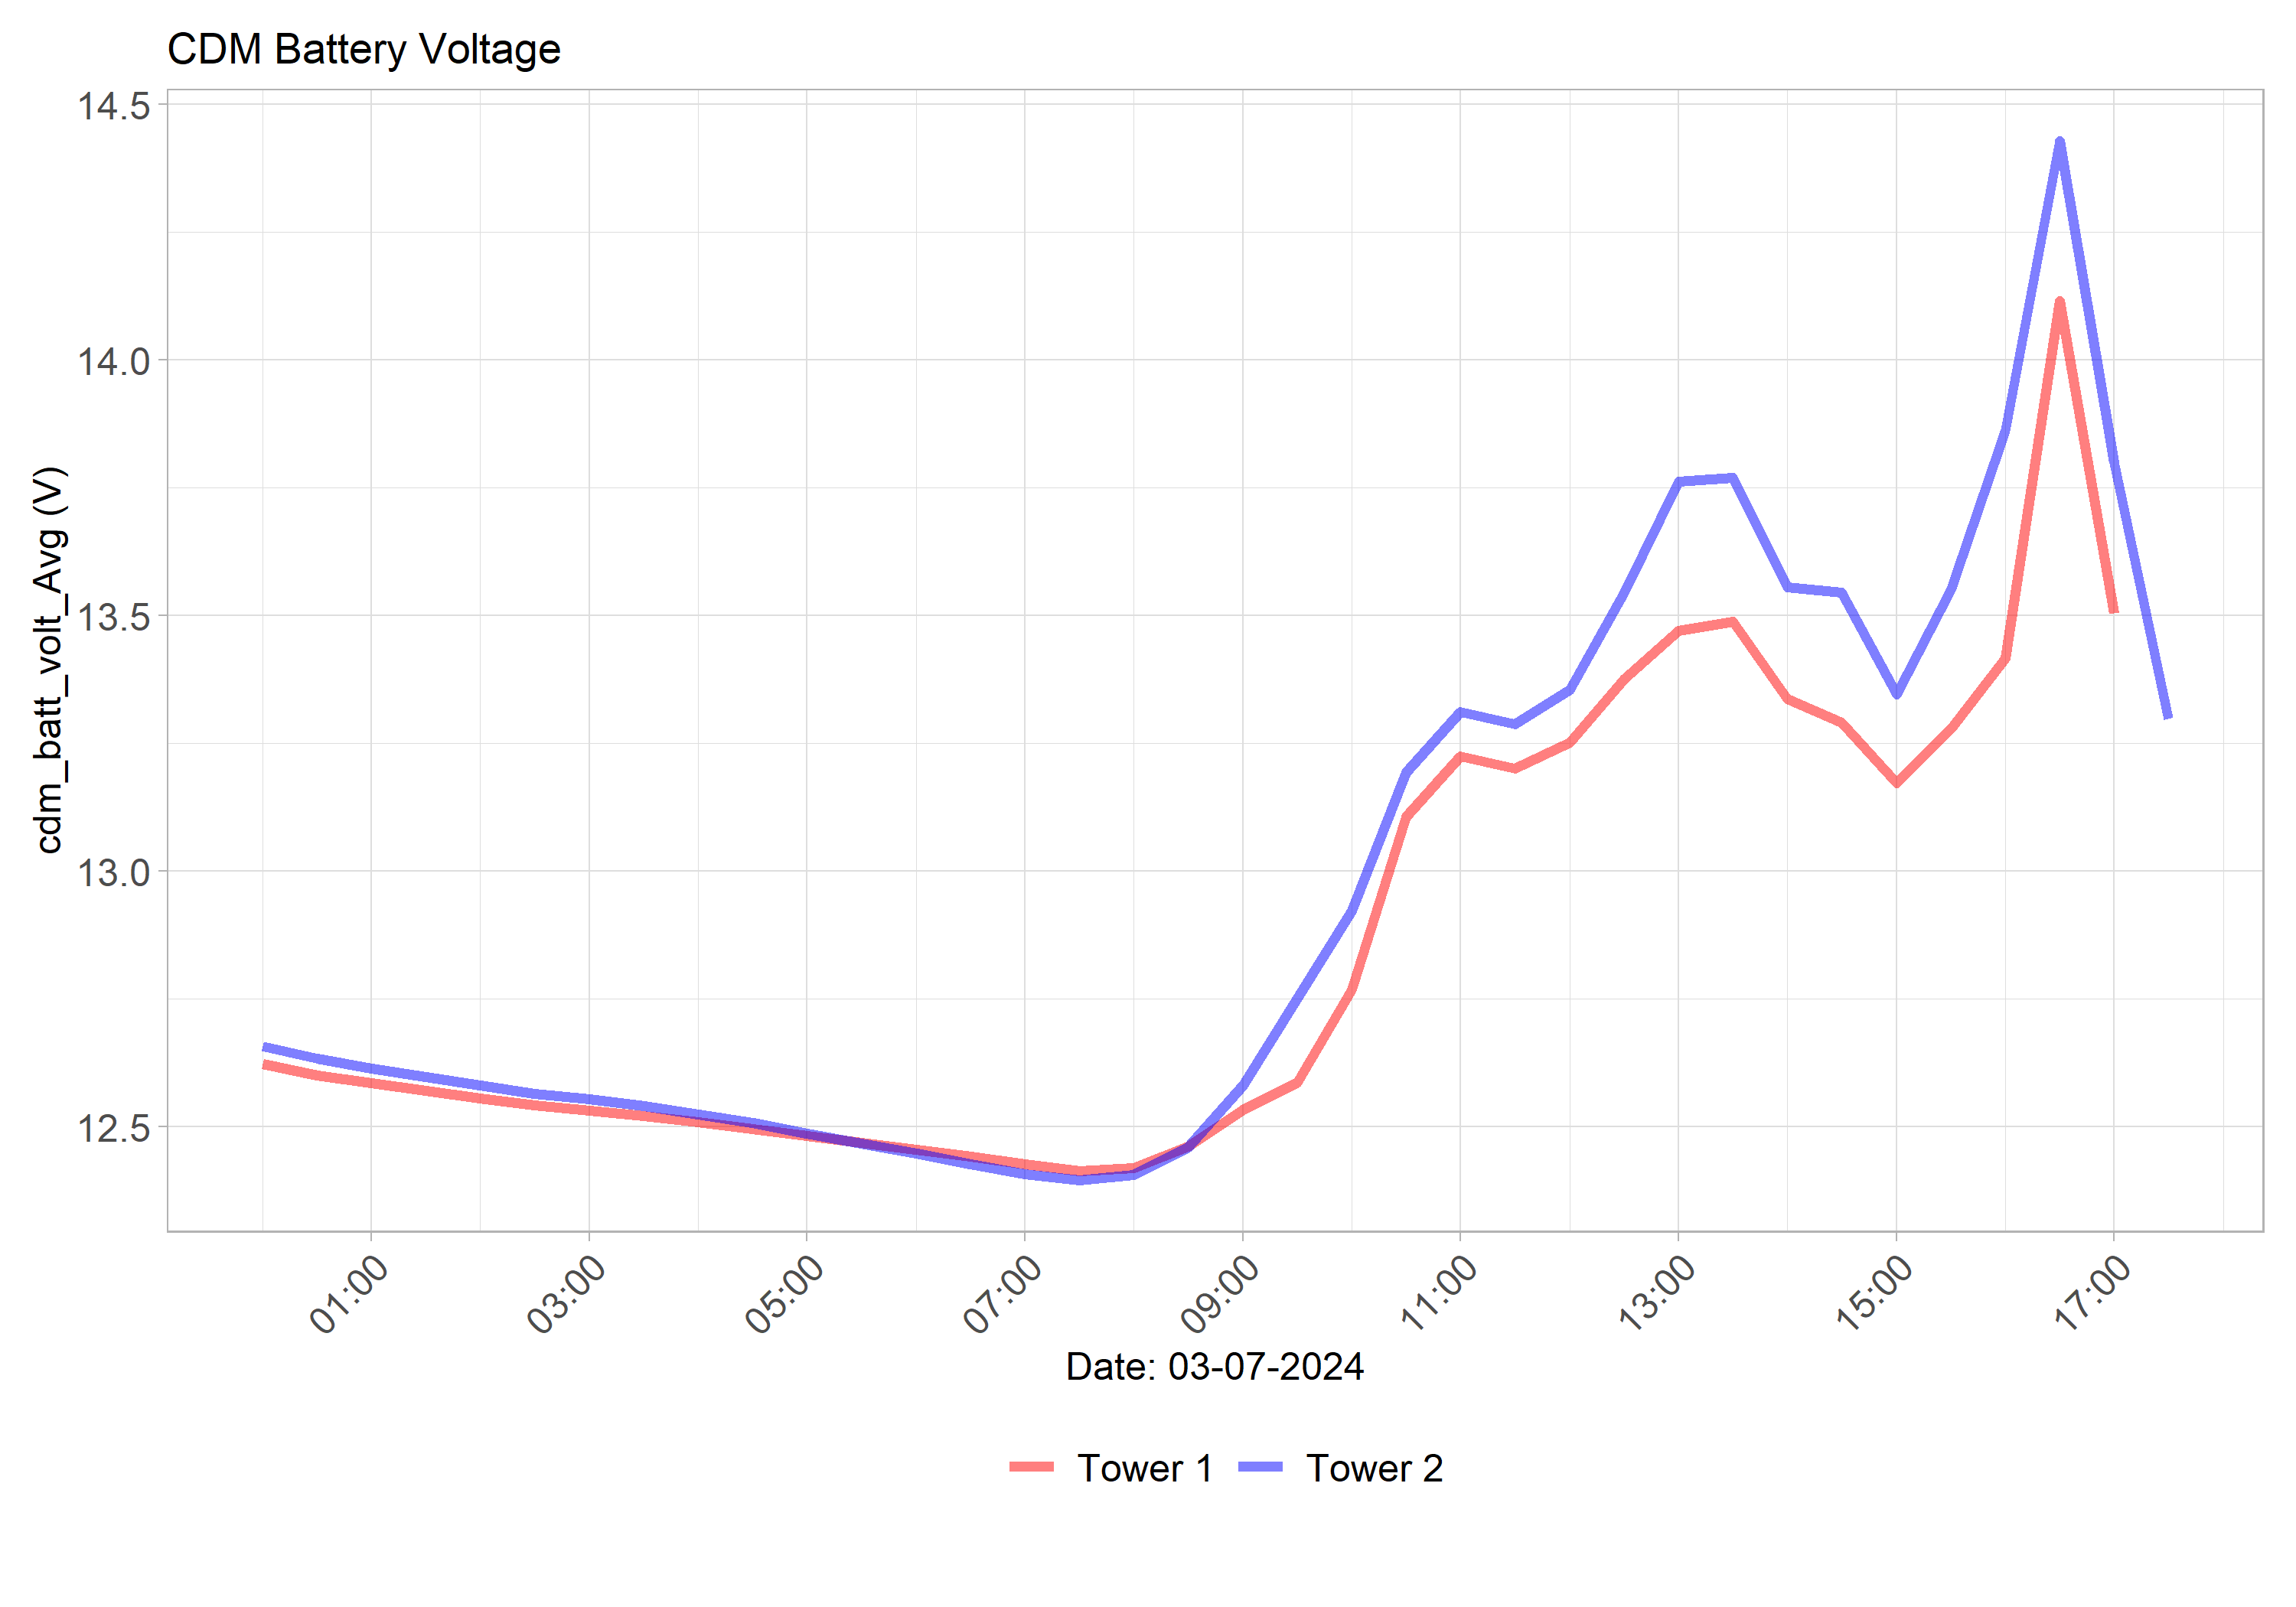 CDM Battery Voltage
14.5
14.0
13.5
13.0
12.5
cdm_batt_volt_Avg (V)
01:00
03:00
05:00
07:00
09:00
11:00
13:00
15:00
17:00
Date: 03-07-2024
Tower 1
Tower 2